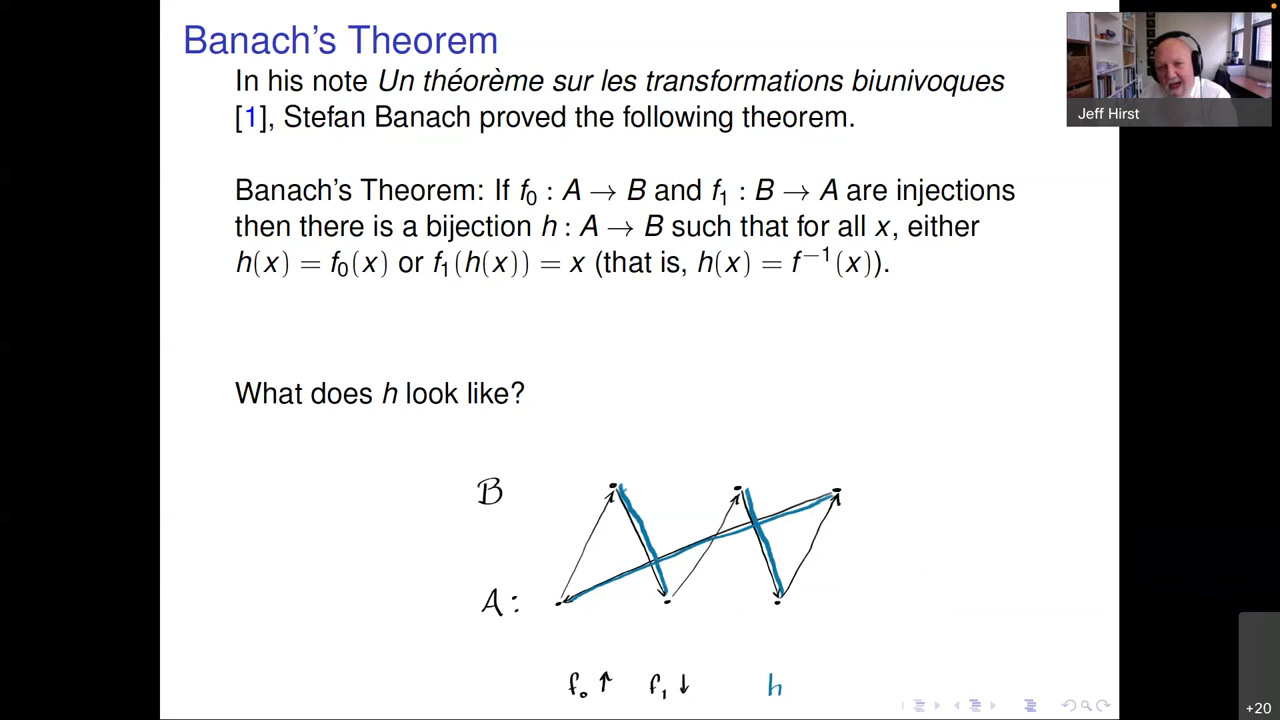 Banach's Theorem
In his note Un théorème sur les transformations biunivoques
[1], Stefan Banach proved the following theorem.
Banach's Theorem: If f₀ : A → B and f₁ : B → A are injections
then there is a bijection h : A → B such that for all x, either
h(x) = f₀(x) or f₁(h(x)) = x (that is, h(x) = f⁻¹(x)).
What does h look like?
B
A:
f₀ ↑ f₁ ↓ h
Jeff Hirst
+20